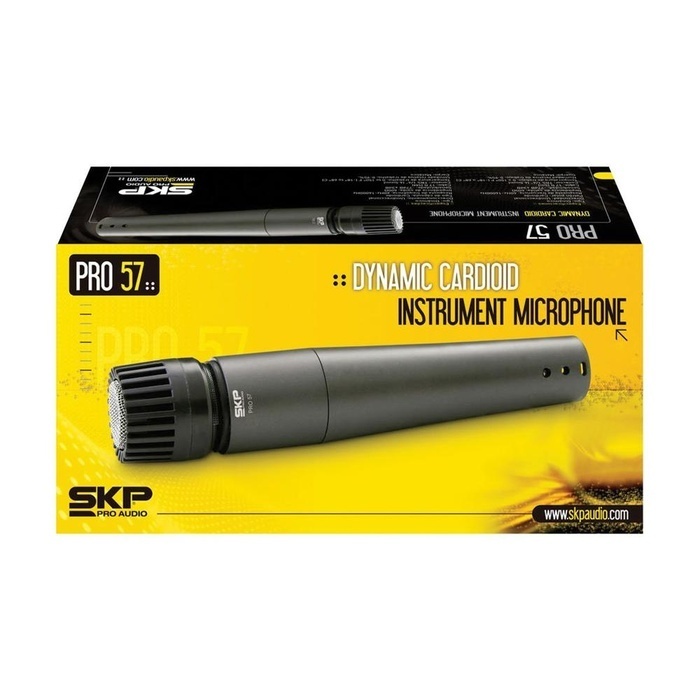 www.skpaudio.com ::
SKP
PRO AUDIO
DYNAMIC CARDIOID INSTRUMENT MICROPHONE
PRO 57
PRO 57 ::
:: DYNAMIC CARDIOID
INSTRUMENT MICROPHONE
PRO 57
SKP
PRO 57
SKP
PRO AUDIO
www.skpaudio.com